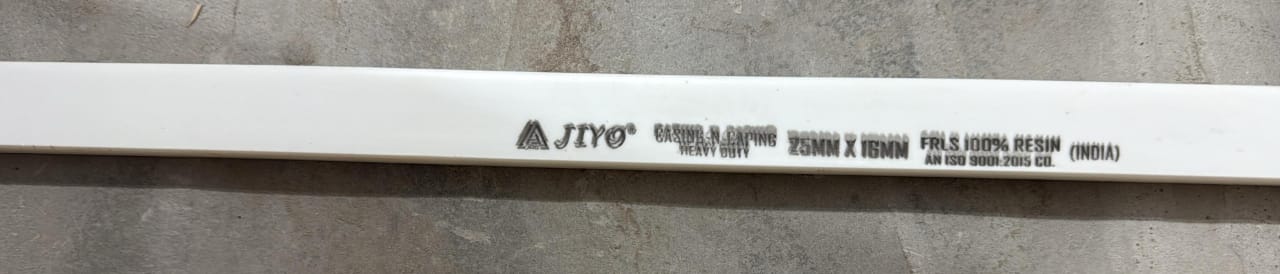 JIYO® CASING-N-CAPING HEAVY DUTY 25MM X 16MM FRLS 100% RESIN (INDIA)
AN ISO 9001:2015 CO.